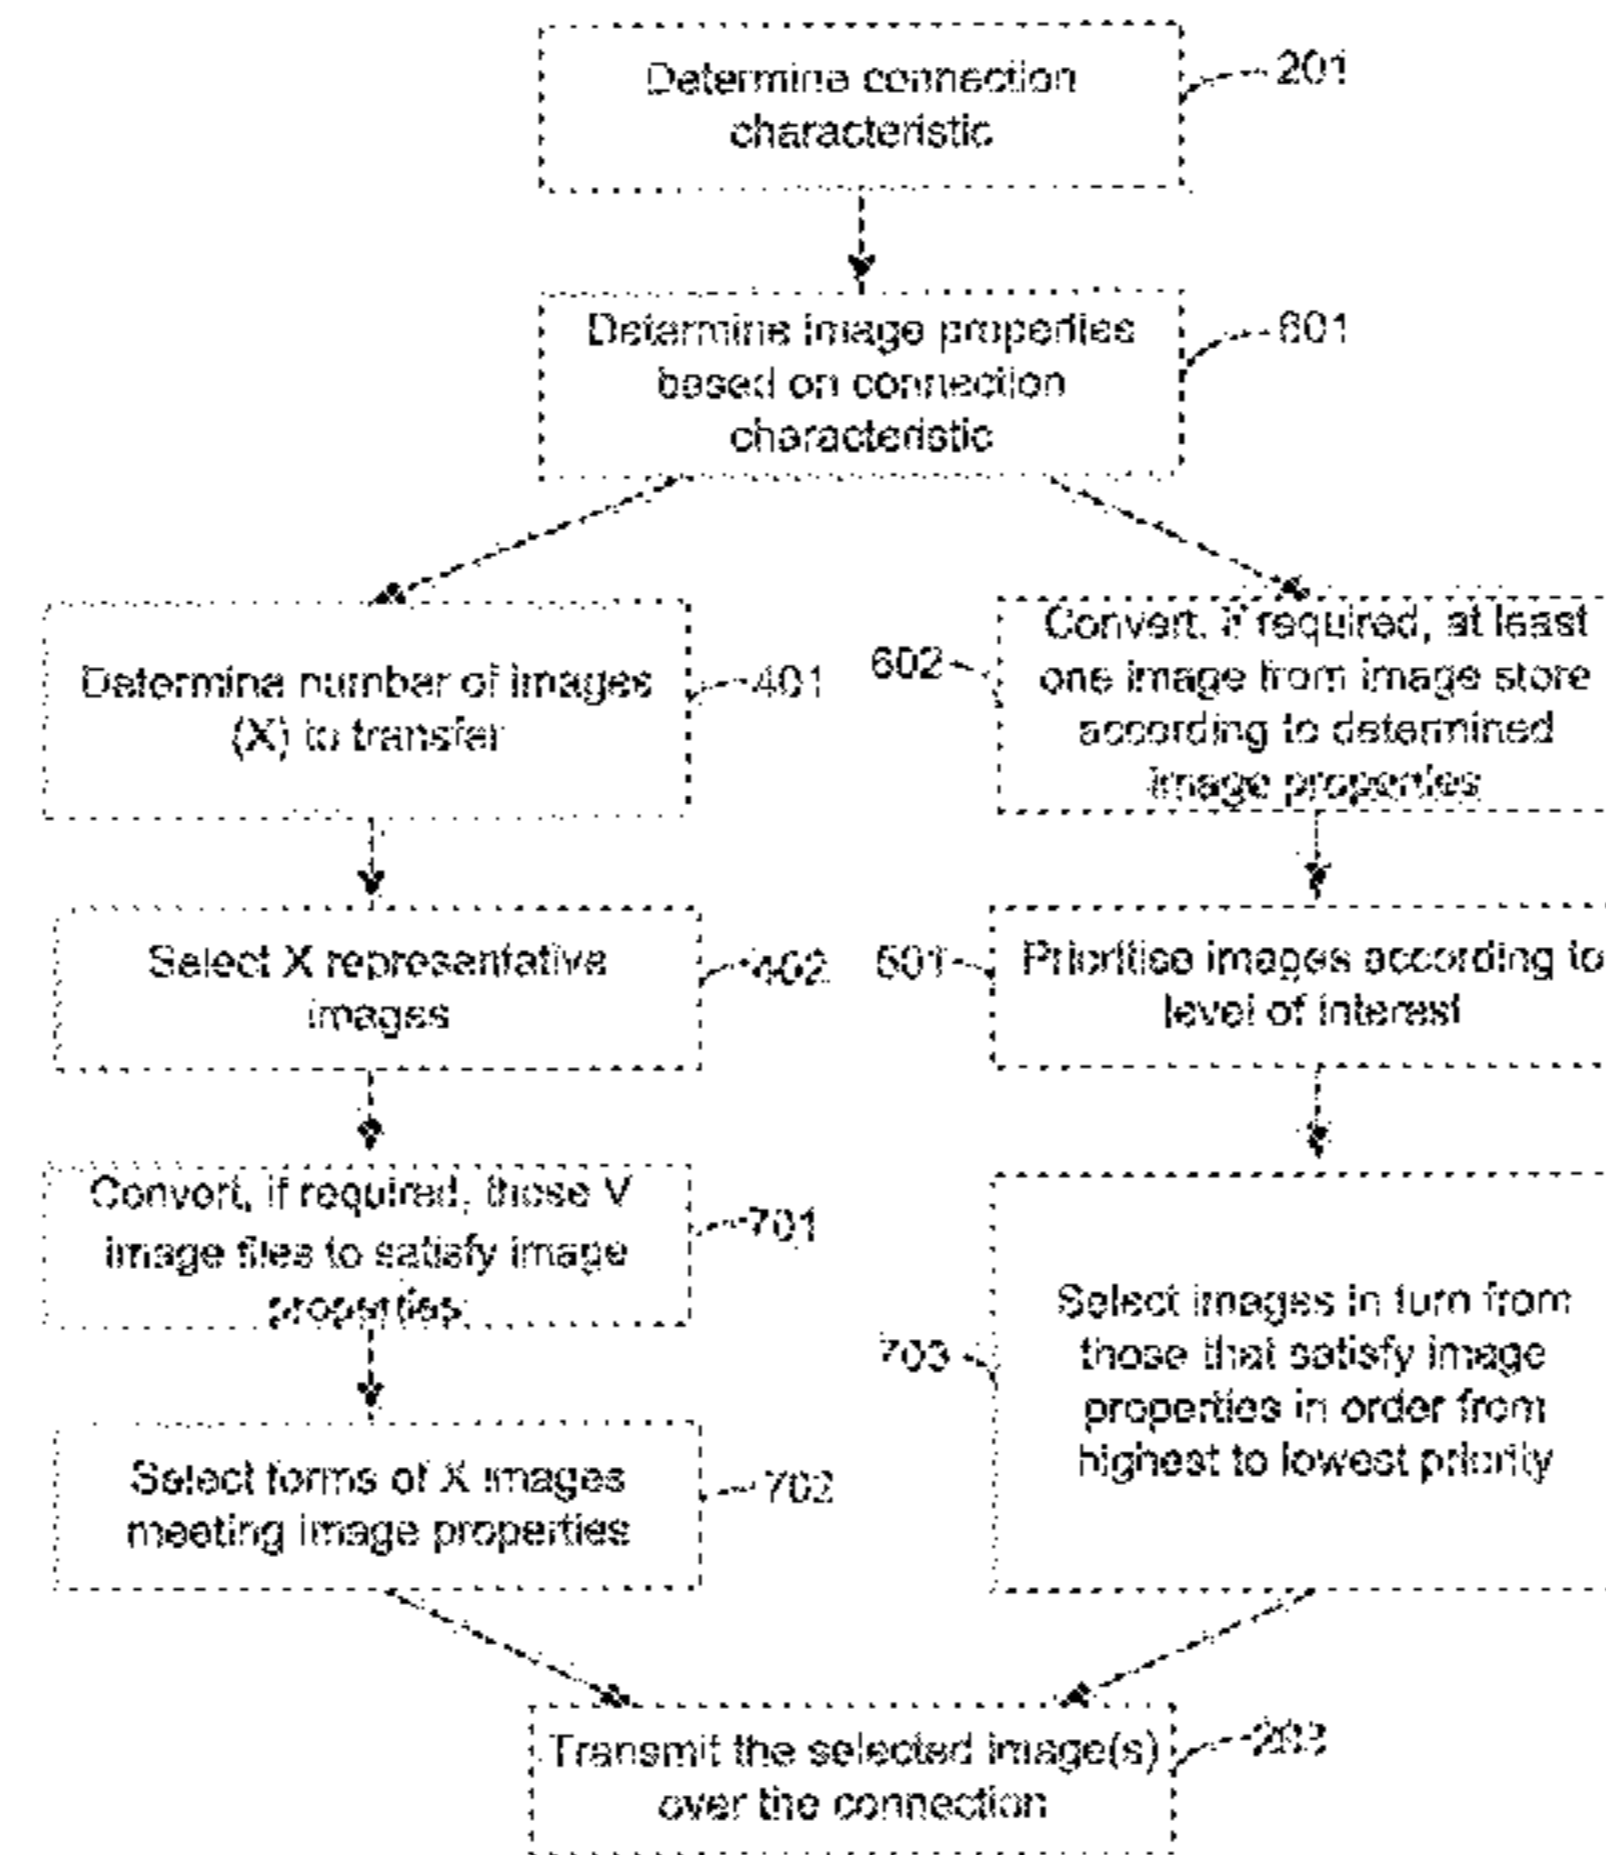 Determine connection
characteristic
201
Determine image properties
based on connection
characteristic
601
Determine number of images
(X) to transfer
401
602
Convert, if required, at least
one image from image store
according to determined
image properties
Select X representative
images
402
501
Prioritise images according to
level of interest
Convert, if required, those
image files to satisfy image
properties
701
703
Select images in turn from
those that satisfy image
properties in order from
highest to lowest priority
Select forms of X images
meeting image properties
702
Transmit the selected image(s)
over the connection
203